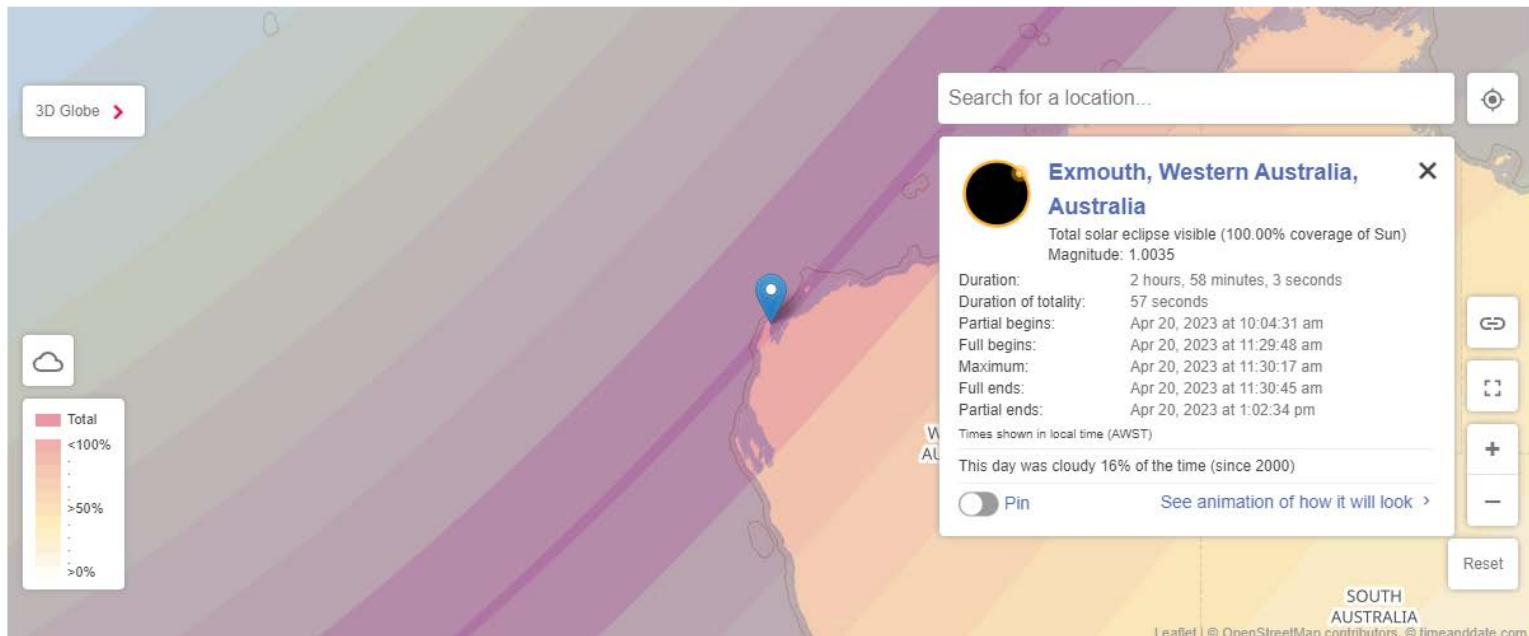 3D Globe
Search for a location...
Exmouth, Western Australia,
Australia
Total solar eclipse visible (100.00% coverage of Sun)
Magnitude: 1.0035
Duration: 2 hours, 58 minutes, 3 seconds
Duration of totality: 57 seconds
Partial begins: Apr 20, 2023 at 10:04:31 am
Full begins: Apr 20, 2023 at 11:29:48 am
Maximum: Apr 20, 2023 at 11:30:17 am
Full ends: Apr 20, 2023 at 11:30:45 am
Partial ends: Apr 20, 2023 at 1:02:34 pm
Times shown in local time (AWST)
This day was cloudy 16% of the time (since 2000)
Pin
See animation of how it will look
Total
<100%
>50%
>0%
W
AU
+
−
Reset
SOUTH
AUSTRALIA
Leaflet | © OpenStreetMap contributors, © timeanddate.com